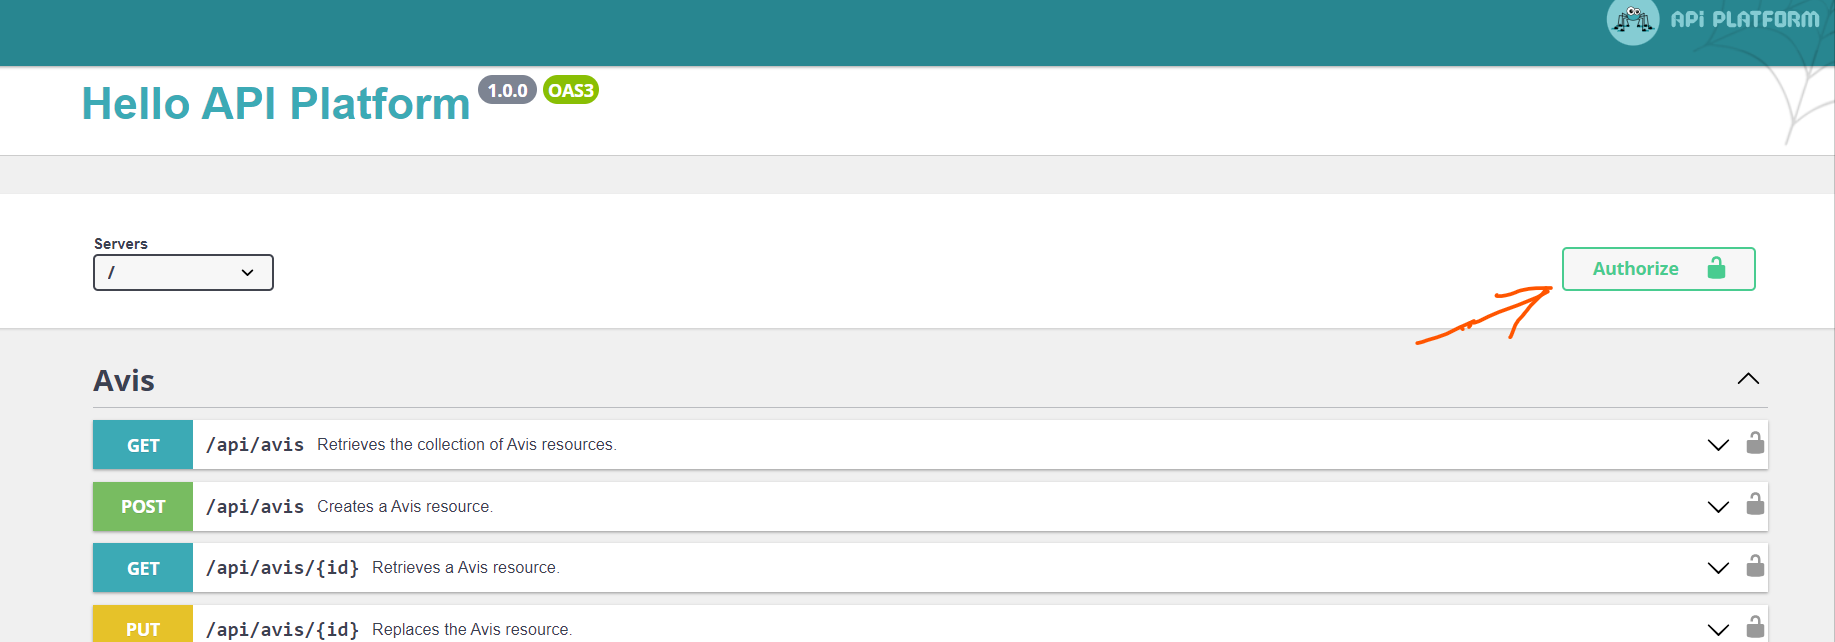 API PLATFORM
Hello API Platform 1.0.0 OAS3
Servers
/
Authorize
Avis
GET /api/avis Retrieves the collection of Avis resources.
POST /api/avis Creates a Avis resource.
GET /api/avis/{id} Retrieves a Avis resource.
PUT /api/avis/{id} Replaces the Avis resource.